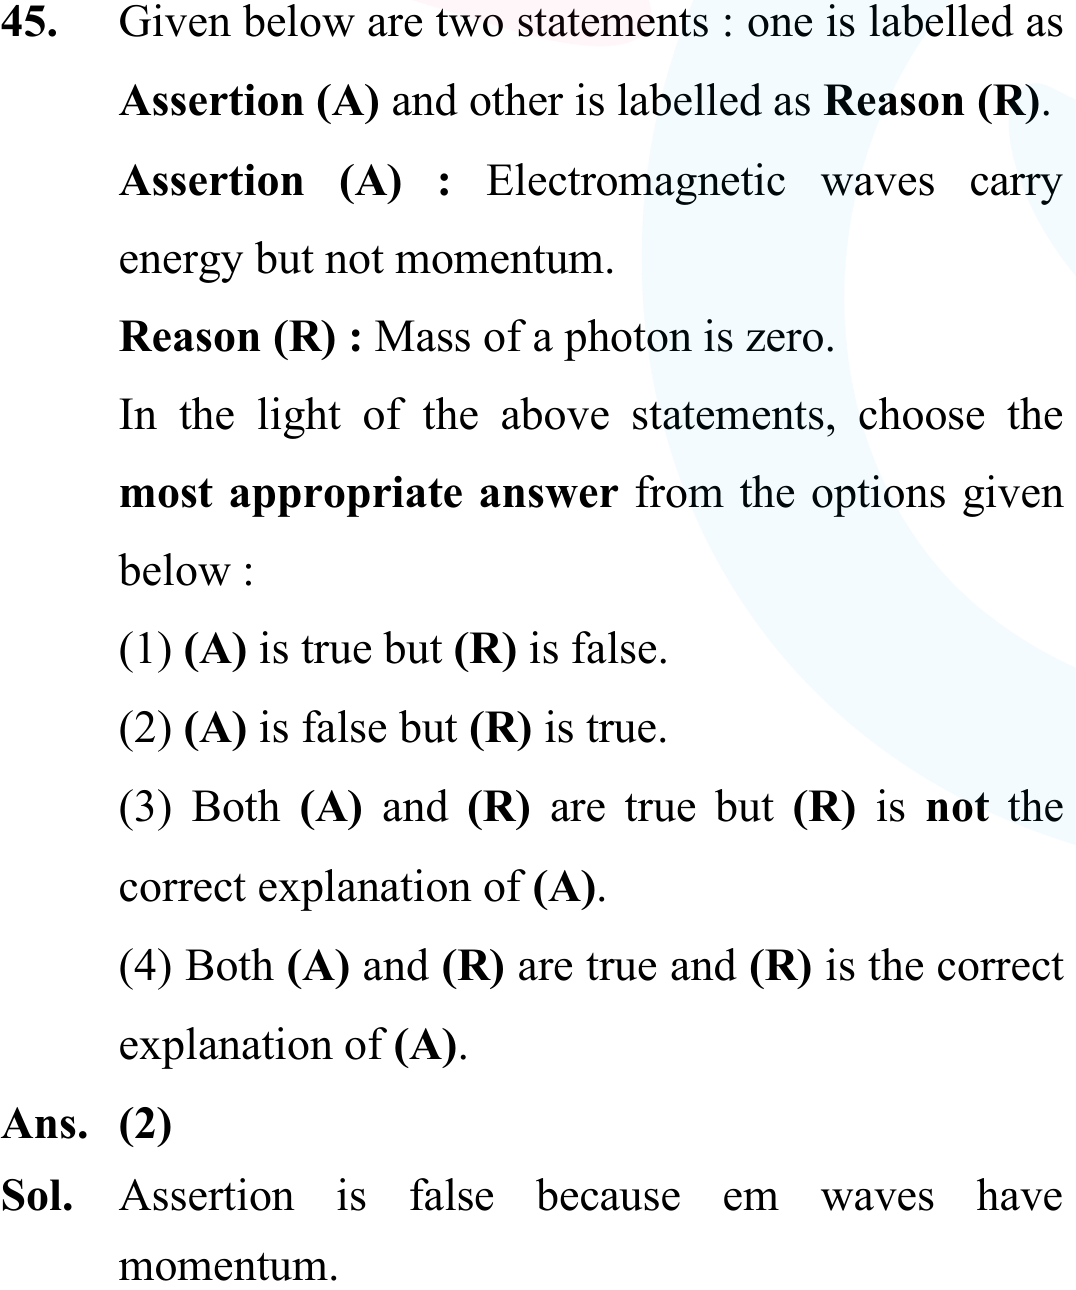 45. Given below are two statements : one is labelled as
Assertion (A) and other is labelled as Reason (R).
Assertion (A) : Electromagnetic waves carry
energy but not momentum.
Reason (R) : Mass of a photon is zero.
In the light of the above statements, choose the
most appropriate answer from the options given
below :
(1) (A) is true but (R) is false.
(2) (A) is false but (R) is true.
(3) Both (A) and (R) are true but (R) is not the
correct explanation of (A).
(4) Both (A) and (R) are true and (R) is the correct
explanation of (A).
Ans. (2)
Sol. Assertion is false because em waves have
momentum.